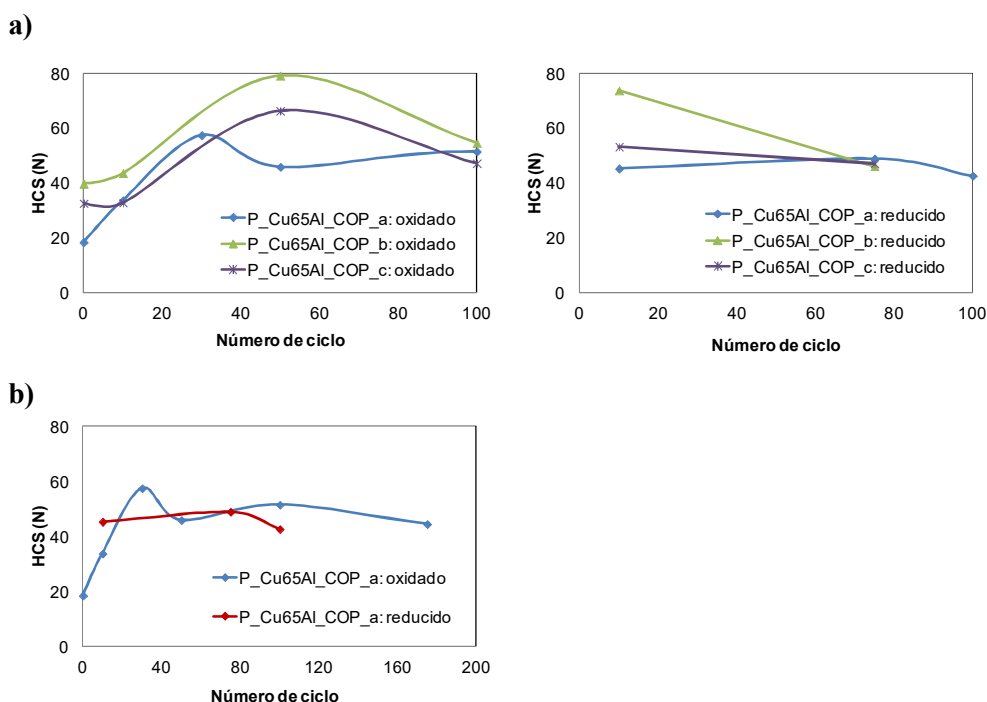 a)
80
60
40
20
0
HCS (N)
P_Cu65Al_COP_a: oxidado
P_Cu65Al_COP_b: oxidado
P_Cu65Al_COP_c: oxidado
0 20 40 60 80 100
Número de ciclo
80
60
40
20
0
HCS (N)
P_Cu65Al_COP_a: reducido
P_Cu65Al_COP_b: reducido
P_Cu65Al_COP_c: reducido
0 20 40 60 80 100
Número de ciclo
b)
80
60
40
20
0
HCS (N)
P_Cu65Al_COP_a: oxidado
P_Cu65Al_COP_a: reducido
0 40 80 120 160 200
Número de ciclo